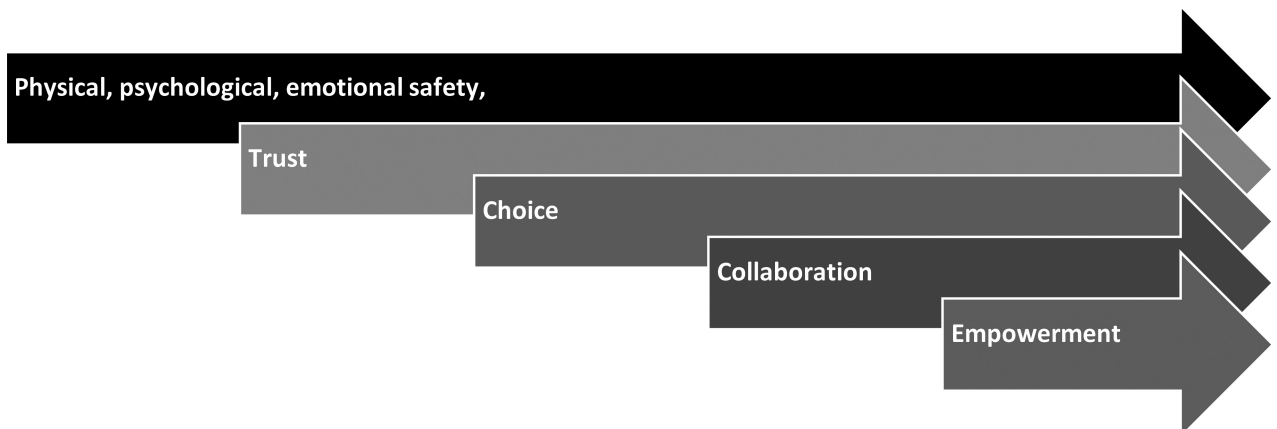 Physical, psychological, emotional safety,
Trust
Choice
Collaboration
Empowerment